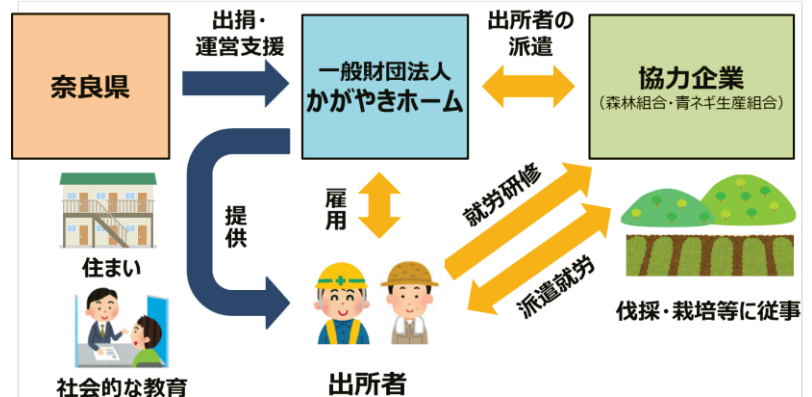 奈良県
出捐・
運営支援
一般財団法人
かがやきホーム
出所者の
派遣
協力企業
（森林組合・青ネギ生産組合）
提供
雇用
就労研修
派遣就労
住まい
社会的な教育
出所者
伐採・栽培等に従事